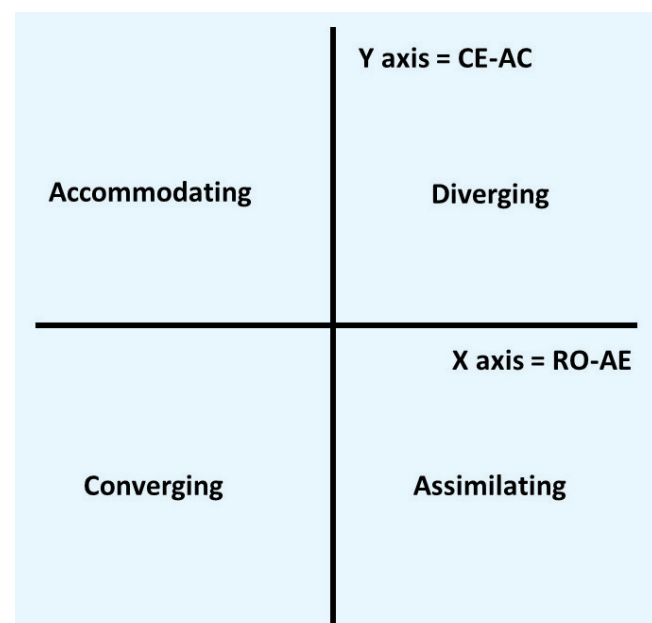 Y axis = CE-AC
Accommodating
Diverging
X axis = RO-AE
Converging
Assimilating